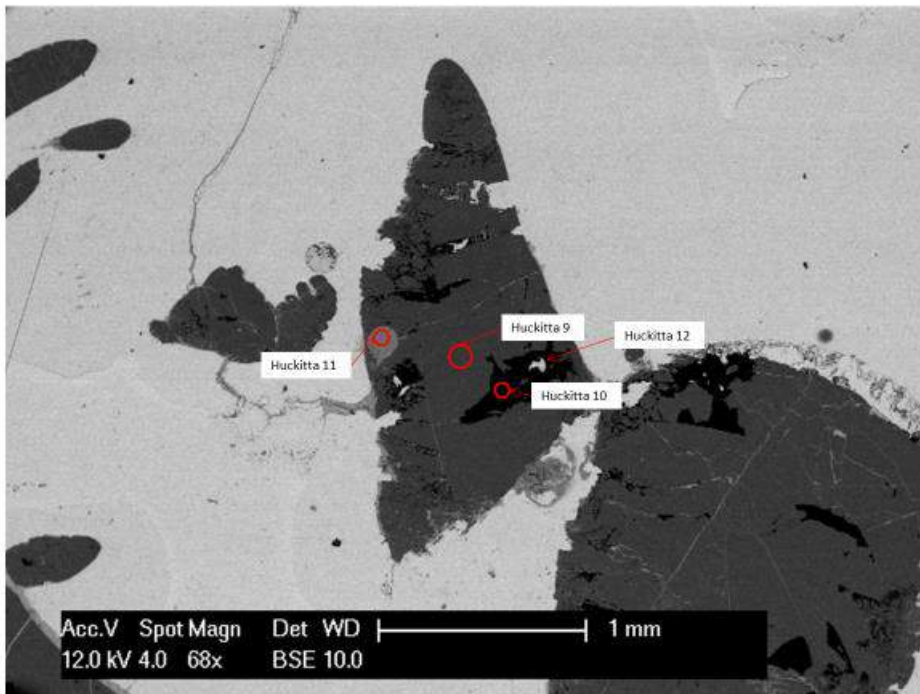 Huckitta 9
Huckitta 12
Huckitta 11
Huckitta 10
Acc.V Spot Magn Det WD 1 mm
12.0 kV 4.0 68x BSE 10.0